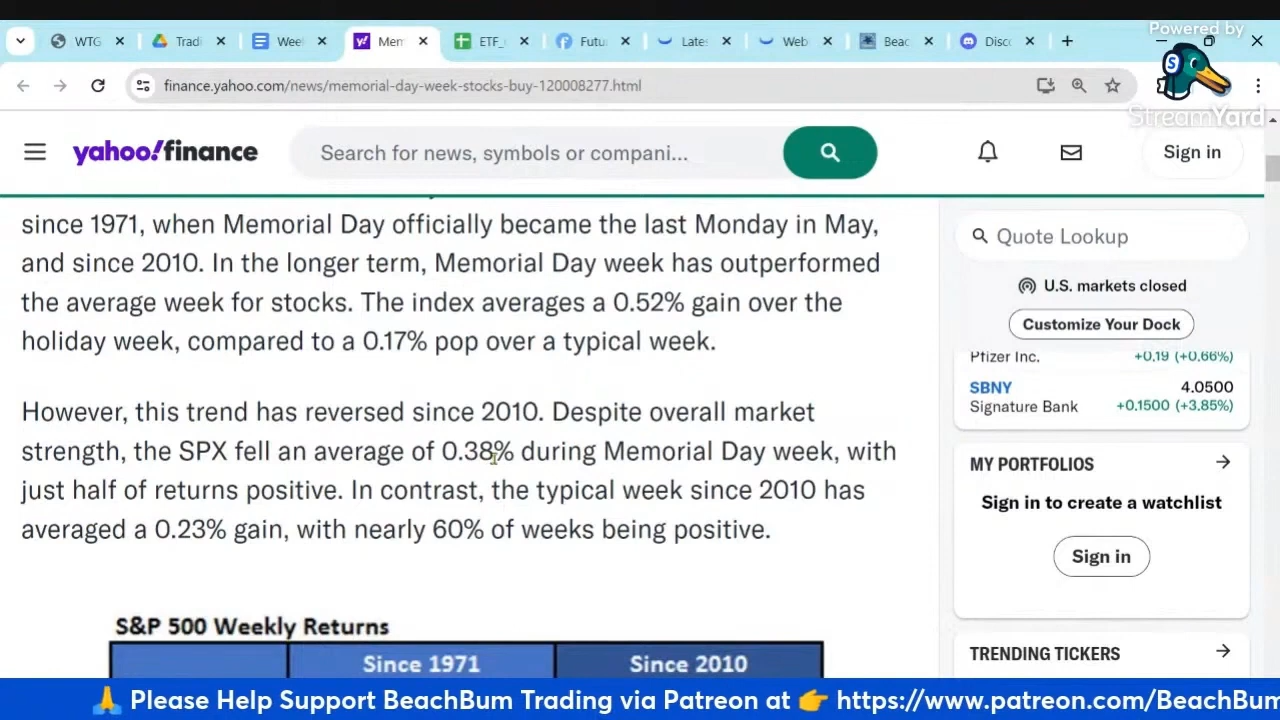 Powered by
WTG
Tradi
Wee
Mem
ETF_
Futu
Late
Web
Beac
Disc
finance.yahoo.com/news/memorial-day-week-stocks-buy-120008277.html
StreamYard
yahoo!finance
Search for news, symbols or compani...
Sign in
since 1971, when Memorial Day officially became the last Monday in May,
and since 2010. In the longer term, Memorial Day week has outperformed
the average week for stocks. The index averages a 0.52% gain over the
holiday week, compared to a 0.17% pop over a typical week.
However, this trend has reversed since 2010. Despite overall market
strength, the SPX fell an average of 0.38% during Memorial Day week, with
just half of returns positive. In contrast, the typical week since 2010 has
averaged a 0.23% gain, with nearly 60% of weeks being positive.
S&P 500 Weekly Returns
Since 1971 Since 2010
Quote Lookup
U.S. markets closed
Customize Your Dock
Pfizer Inc. +0.19 (+0.66%)
SBNY 4.0500
Signature Bank +0.1500 (+3.85%)
MY PORTFOLIOS
Sign in to create a watchlist
Sign in
TRENDING TICKERS
🙏 Please Help Support BeachBum Trading via Patreon at 👉 https://www.patreon.com/BeachBum